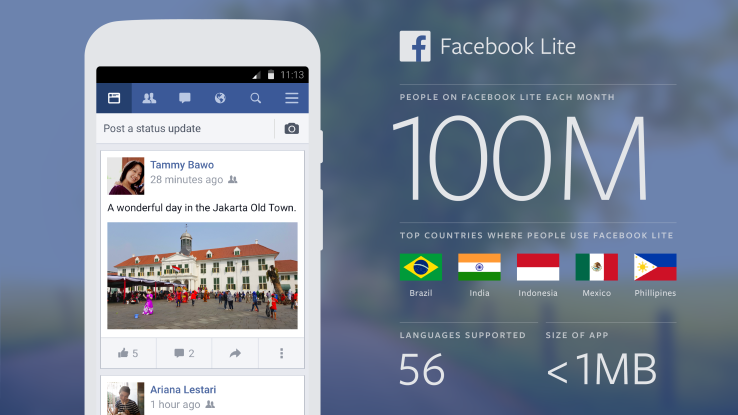 11:13
Post a status update
Tammy Bawo
28 minutes ago
A wonderful day in the Jakarta Old Town.
5
2
Ariana Lestari
1 hour ago
Facebook Lite
PEOPLE ON FACEBOOK LITE EACH MONTH
100M
TOP COUNTRIES WHERE PEOPLE USE FACEBOOK LITE
Brazil
India
Indonesia
Mexico
Phillipines
LANGUAGES SUPPORTED
56
SIZE OF APP
<1MB